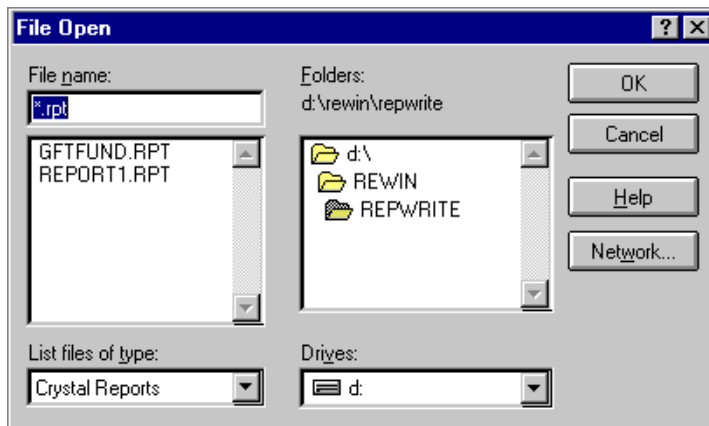 File Open
File name:
*.rpt
GFTFUND.RPT
REPORT1.RPT
List files of type:
Crystal Reports
Folders:
d:\rewin\repwrite
d:\
REWIN
REPWRITE
Drives:
d:
OK
Cancel
Help
Network...